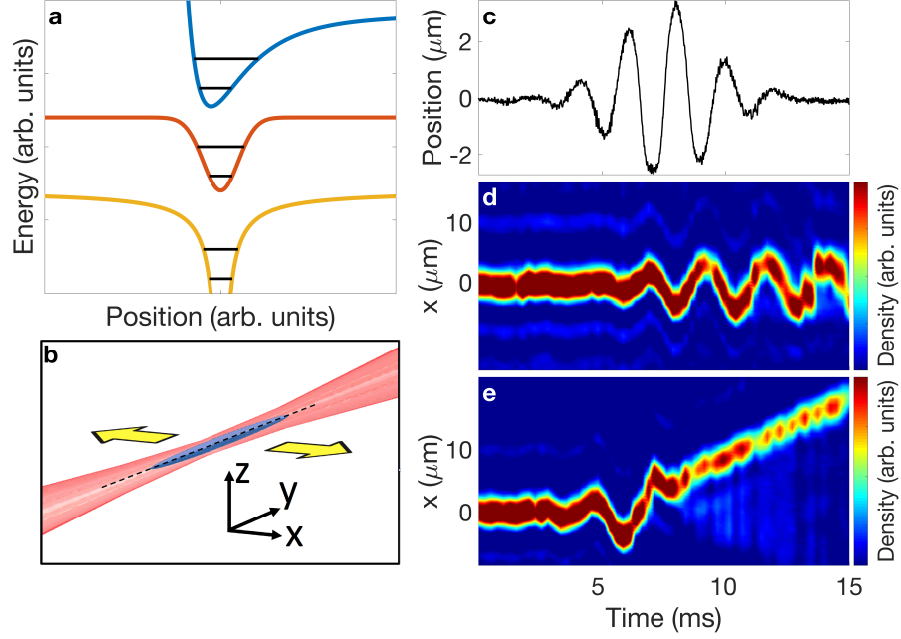 a
Energy (arb. units)
Position (arb. units)
b
z
y
x
c
Position (μm)
2
0
-2
d
x (μm)
10
0
Density (arb. units)
e
x (μm)
10
0
Density (arb. units)
5
10
15
Time (ms)